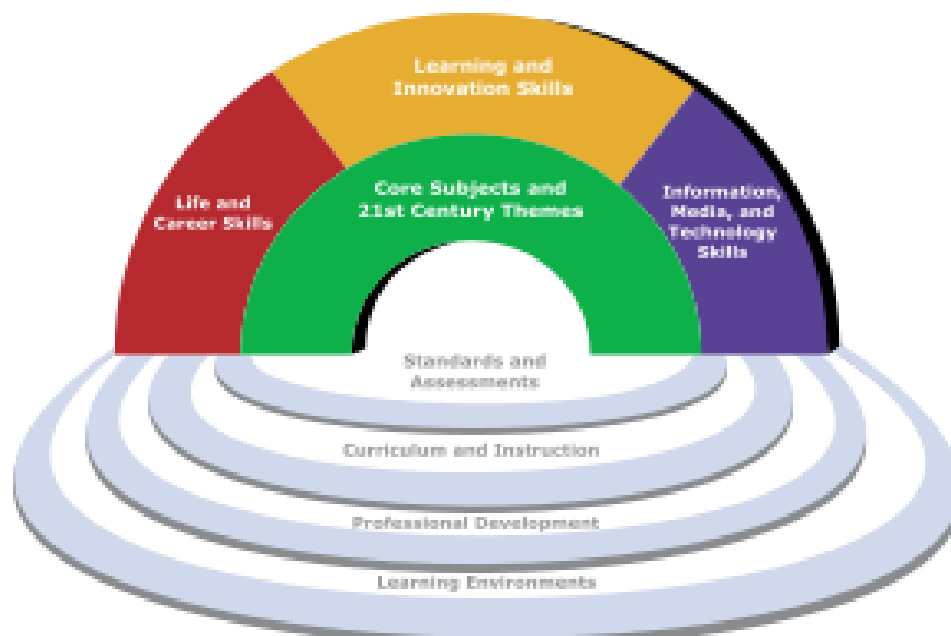 Learning and
Innovation Skills
Core Subjects and
21st Century Themes
Life and
Career Skills
Information,
Media, and
Technology
Skills
Standards and
Assessments
Curriculum and Instruction
Professional Development
Learning Environments